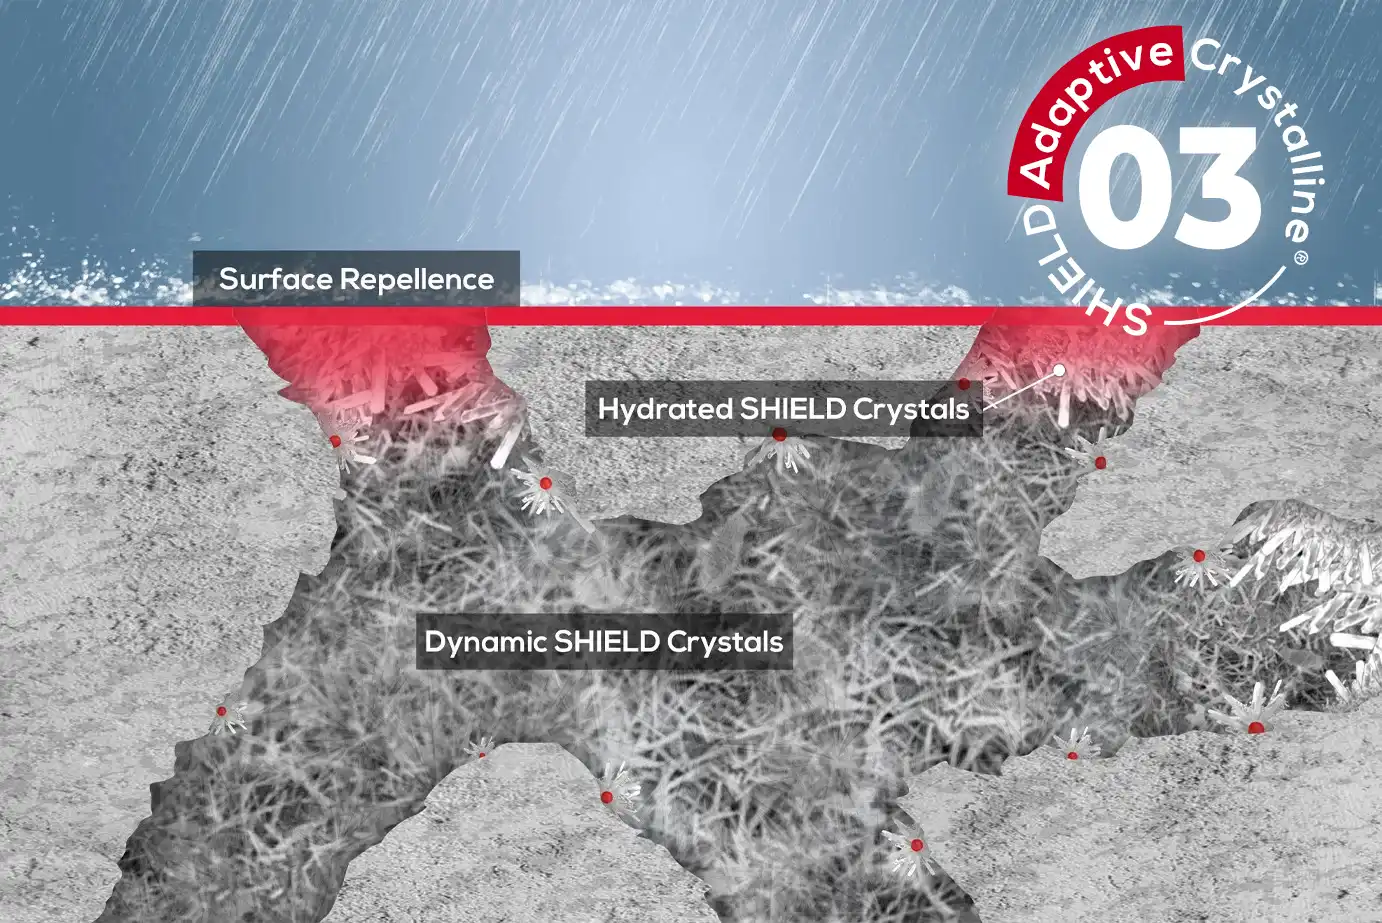 Adaptive Crystalline®
SHIELD
03
Surface Repellence
Hydrated SHIELD Crystals
Dynamic SHIELD Crystals